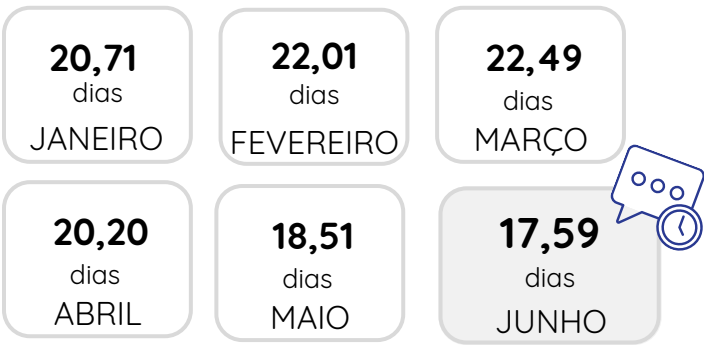 20,71
dias
JANEIRO
22,01
dias
FEVEREIRO
22,49
dias
MARÇO
20,20
dias
ABRIL
18,51
dias
MAIO
17,59
dias
JUNHO